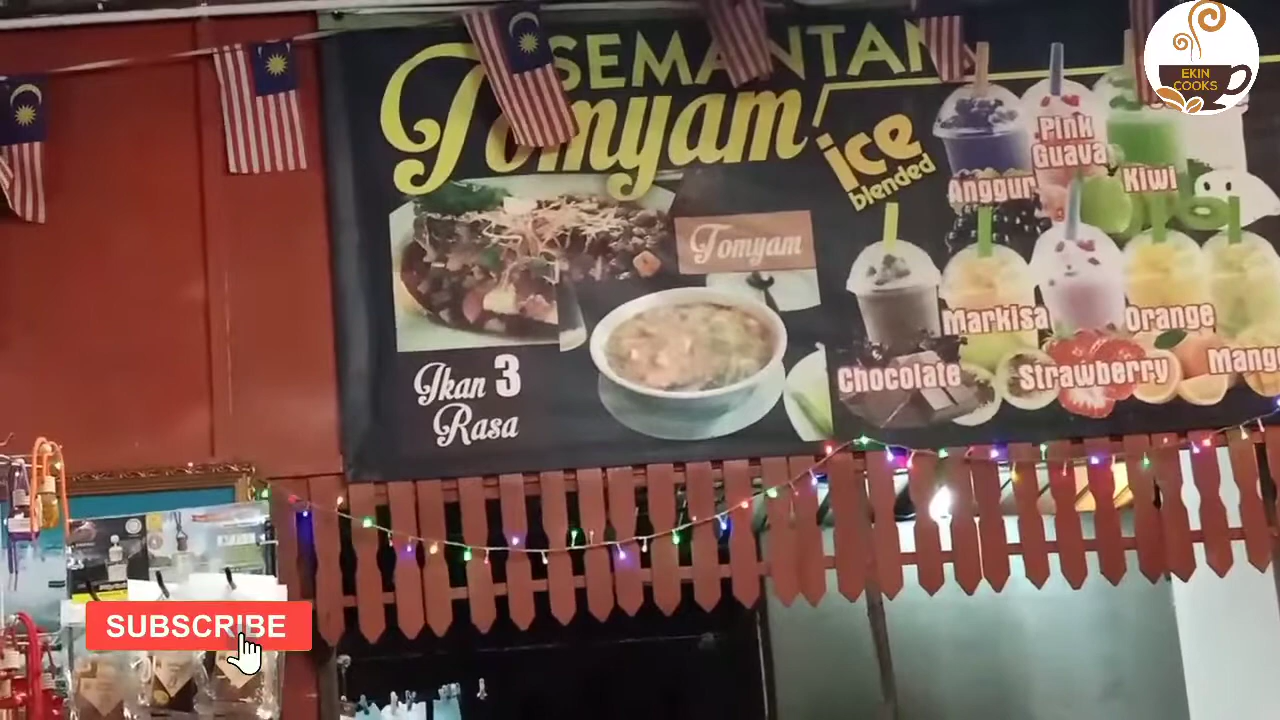 SEMANTAN
Tomyam
ice
blended
Anggur
Pink
Guava
Kiwi
Tomyam
Markisa
Orange
Chocolate
Strawberry
Ikan 3
Rasa
EKIN
COOKS
SUBSCRIBE